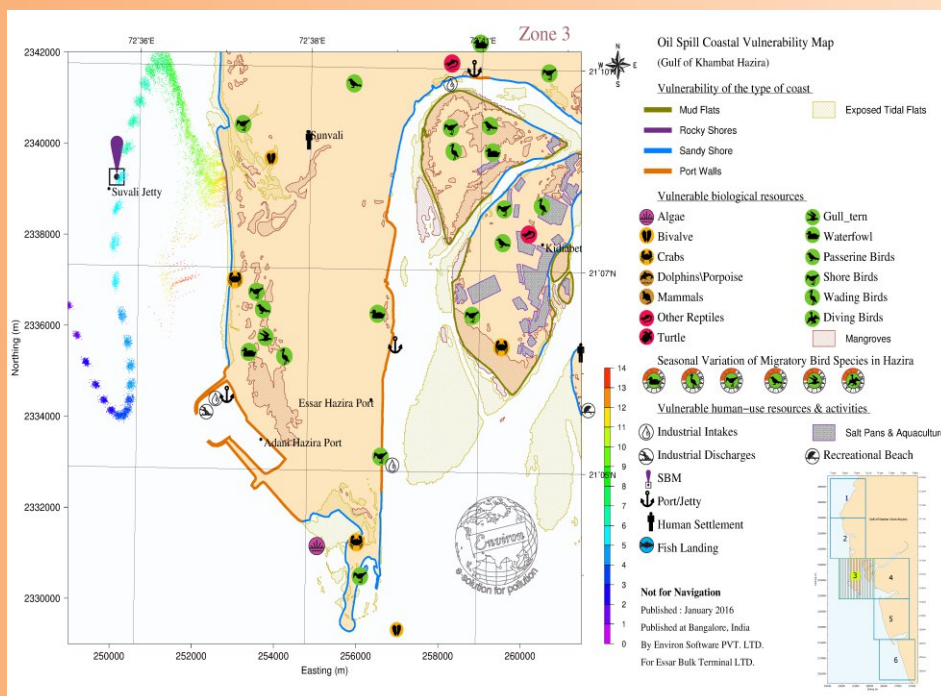 Zone 3
72°36'E
72°38'E
2342000
2340000
2338000
2336000
2334000
2332000
2330000
Northing (m)
250000
252000
254000
256000
258000
260000
Easting (m)
21°10'N
21°07'N
21°05'N
Suvali Jetty
Sunvali
Kidiabet
Essar Hazira Port
Adani Hazira Port
Environ
e solution for pollution
14
13
12
11
10
9
8
7
6
5
4
3
2
1
0
N
W
E
S
Oil Spill Coastal Vulnerability Map
(Gulf of Khambat Hazira)
Vulnerability of the type of coast
Mud Flats
Exposed Tidal Flats
Rocky Shores
Sandy Shore
Port Walls
Vulnerable biological resources
Algae
Gull_tern
Bivalve
Waterfowl
Crabs
Passerine Birds
Dolphins\Porpoise
Shore Birds
Mammals
Wading Birds
Other Reptiles
Diving Birds
Turtle
Mangroves
Seasonal Variation of Migratory Bird Species in Hazira
Vulnerable human−use resources & activities
Industrial Intakes
Salt Pans & Aquaculture
Industrial Discharges
Recreational Beach
SBM
Port/Jetty
Human Settlement
Fish Landing
Not for Navigation
Published : January 2016
Published at Bangalore, India
By Environ Software PVT. LTD.
For Essar Bulk Terminal LTD.
1
2
3
4
5
6